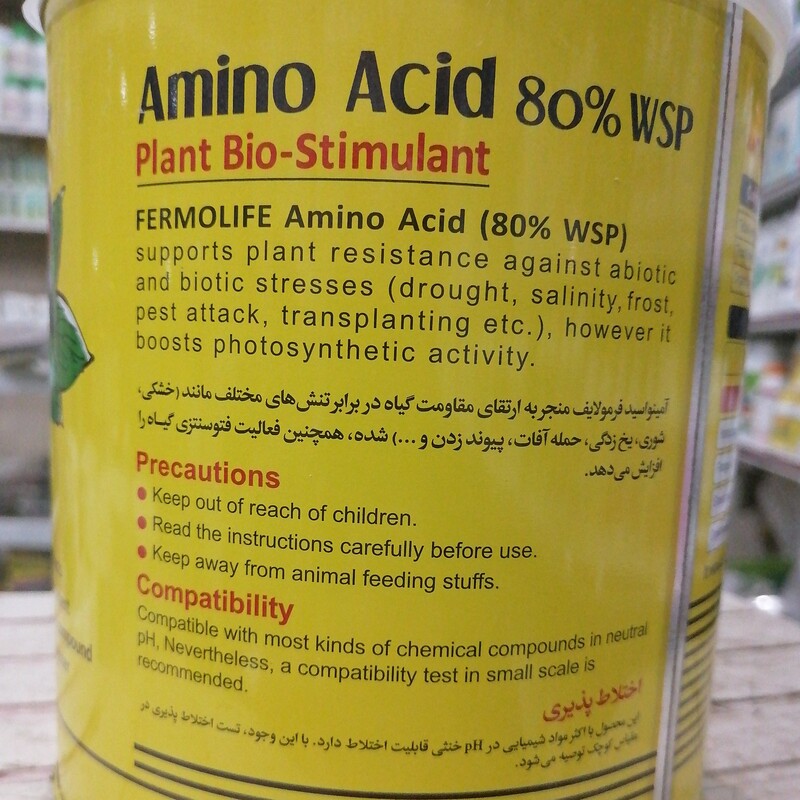 Amino Acid 80% WSP
Plant Bio-Stimulant
FERMOLIFE Amino Acid (80% WSP)
supports plant resistance against abiotic
and biotic stresses (drought, salinity, frost,
pest attack, transplanting etc.), however it
boosts photosynthetic activity.
آمینواسید فرمولایف منجر به ارتقای مقاومت گیاه در برابر تنش‌های مختلف مانند (خشکی،
شوری، یخ زدگی، حمله آفات، پیوند زدن و ...) شده، همچنین فعالیت فتوسنتزی گیاه را
افزایش می‌دهد.
Precautions
• Keep out of reach of children.
• Read the instructions carefully before use.
• Keep away from animal feeding stuffs.
Compatibility
Compatible with most kinds of chemical compounds in neutral
pH, Nevertheless, a compatibility test in small scale is
recommended.
اختلاط پذیری
این محصول با اکثر مواد شیمیایی در pH خنثی قابلیت اختلاط دارد. با این وجود، تست اختلاط پذیری در
مقیاس کوچک توصیه می‌شود.